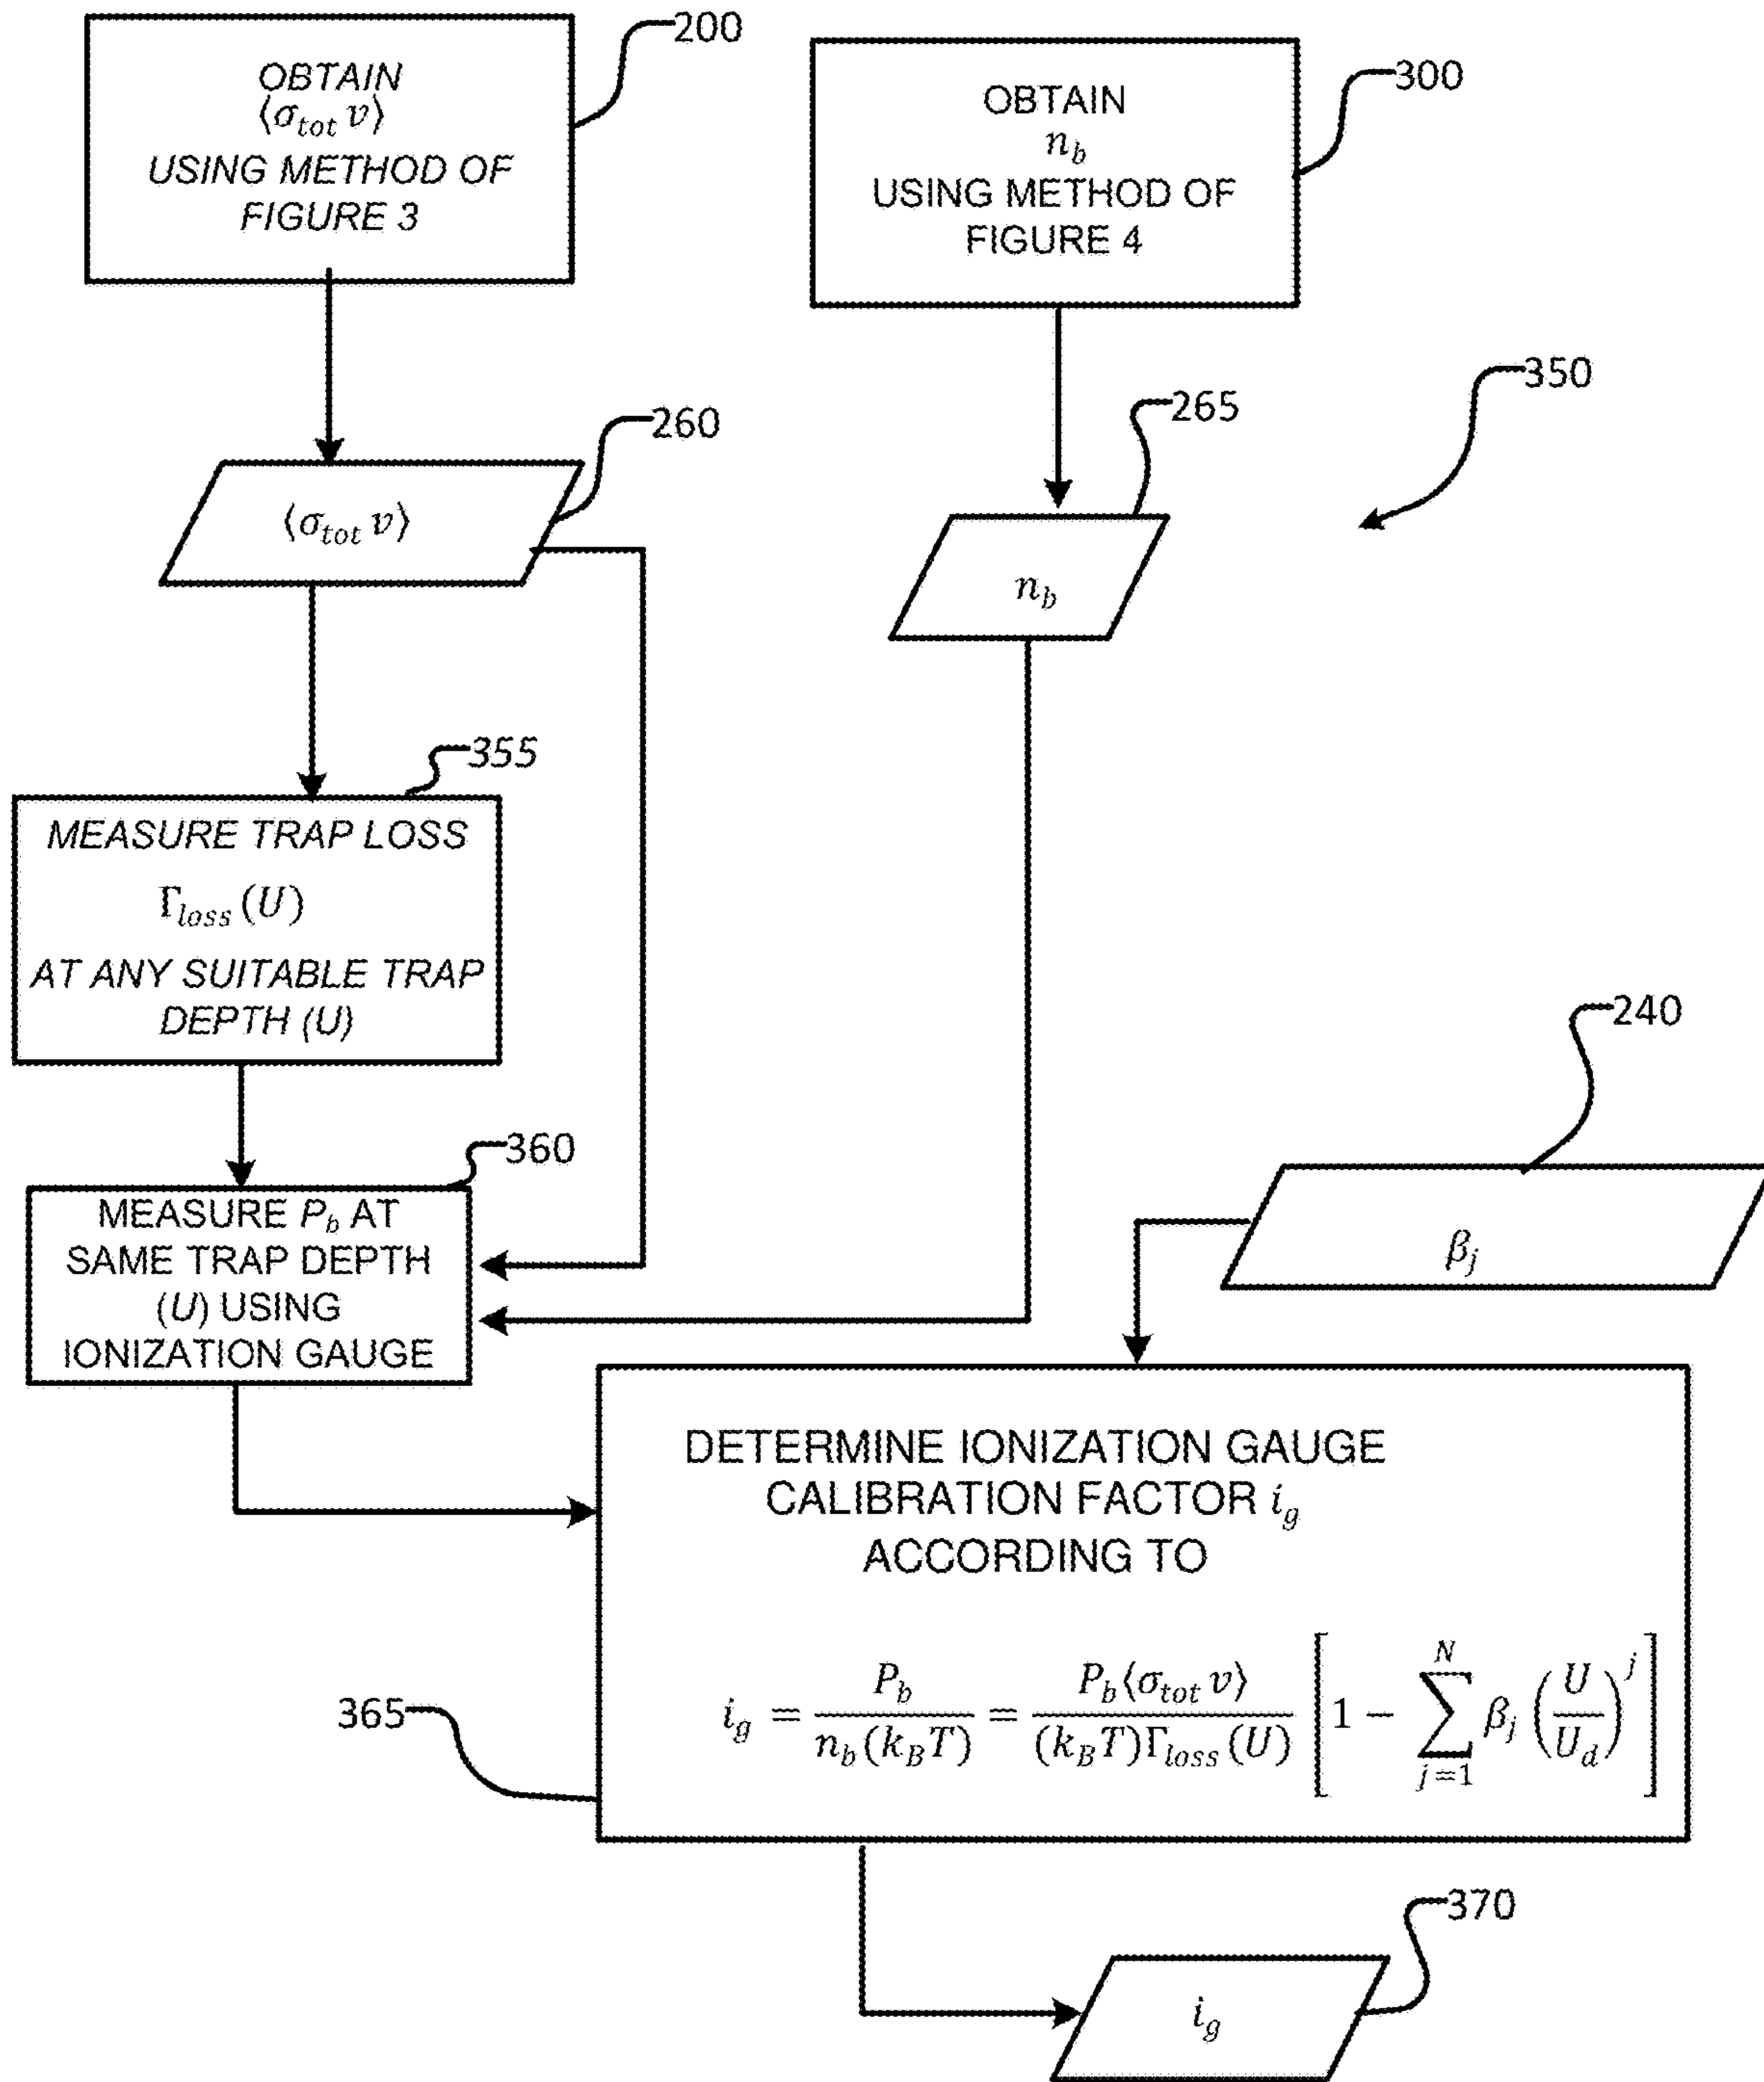 200
OBTAIN
⟨σ_tot v⟩
USING METHOD OF
FIGURE 3
300
OBTAIN
n_b
USING METHOD OF
FIGURE 4
350
260
⟨σ_tot v⟩
265
n_b
355
MEASURE TRAP LOSS
Γ_loss (U)
AT ANY SUITABLE TRAP
DEPTH (U)
360
MEASURE P_b AT
SAME TRAP DEPTH
(U) USING
IONIZATION GAUGE
240
β_j
DETERMINE IONIZATION GAUGE
CALIBRATION FACTOR i_g
ACCORDING TO
i_g = P_b / (n_b (k_B T)) = (P_b ⟨σ_tot v⟩) / ((k_B T)Γ_loss (U)) [1 − ∑_{j=1}^{N} β_j (U/U_d)^j]
365
370
i_g